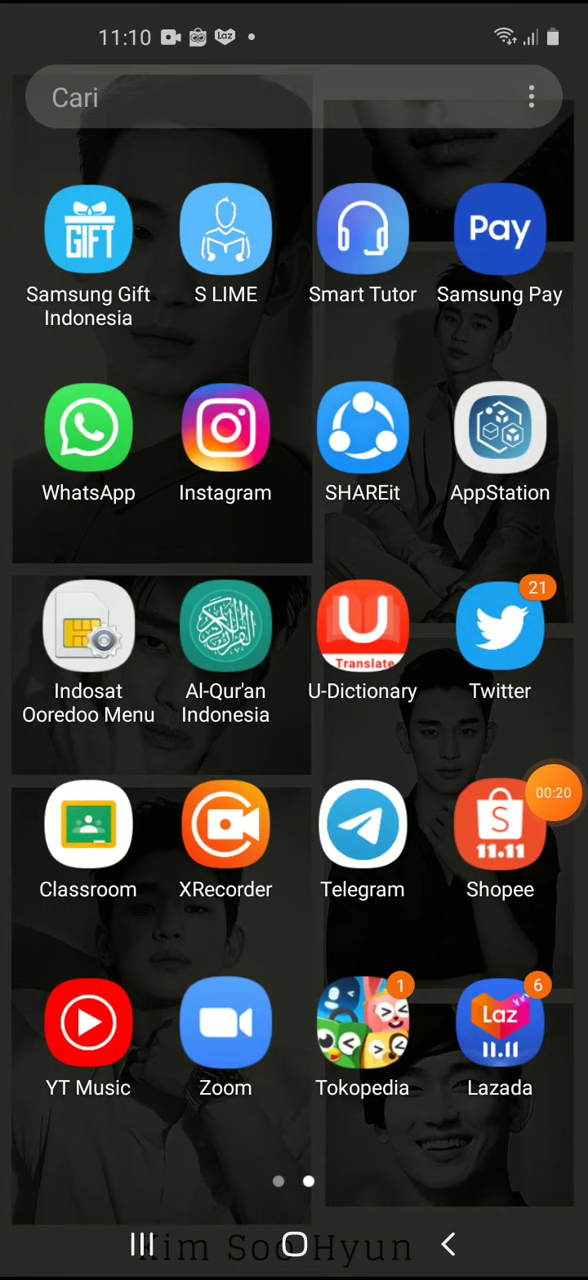 11:10
Laz
Cari
GIFT
Pay
Samsung Gift
Indonesia
S LIME
Smart Tutor
Samsung Pay
WhatsApp
Instagram
SHAREit
AppStation
U
Translate
21
Indosat
Ooredoo Menu
Al-Qur'an
Indonesia
U-Dictionary
Twitter
00:20
S
11.11
Classroom
XRecorder
Telegram
Shopee
1
6
Laz
11.11
YT Music
Zoom
Tokopedia
Lazada
Kim Soo Hyun